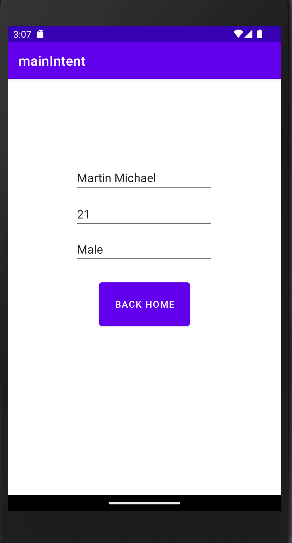 3:07
mainIntent
Martin Michael
21
Male
BACK HOME